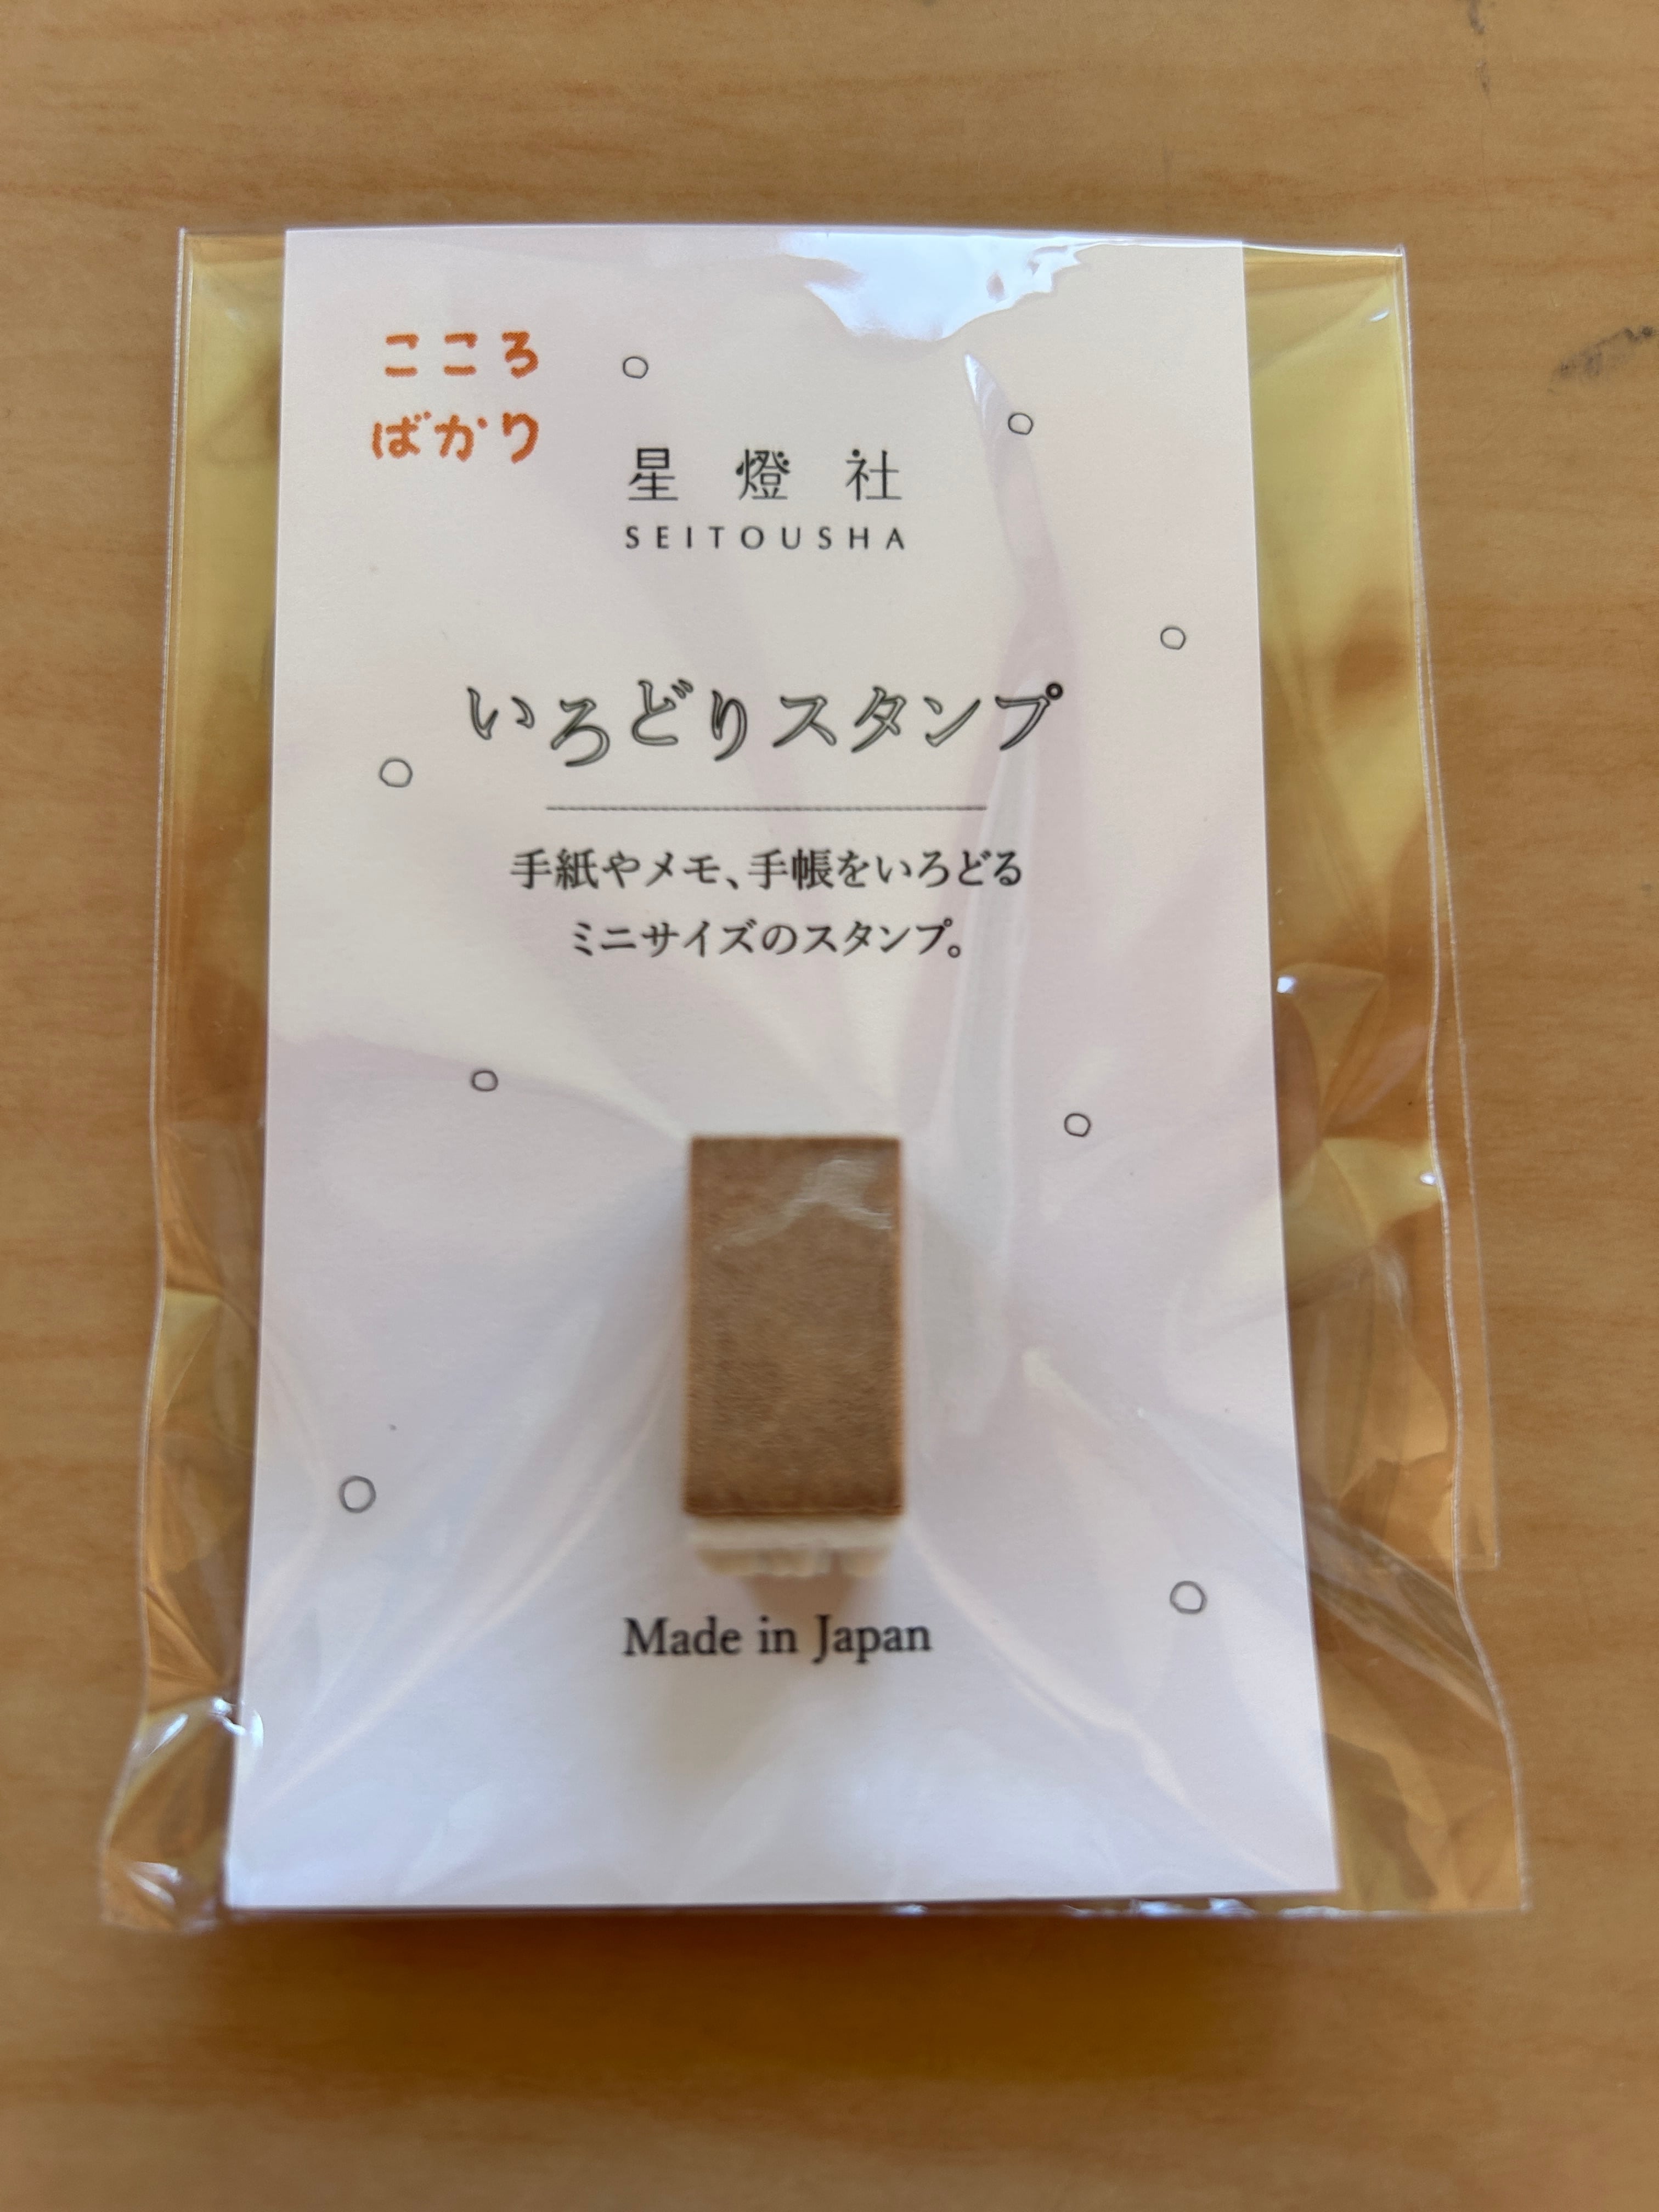 こころ
ばかり
星燈社
SEITOUSHA
いろどりスタンプ
手紙やメモ、手帳をいろどる
ミニサイズのスタンプ。
Made in Japan